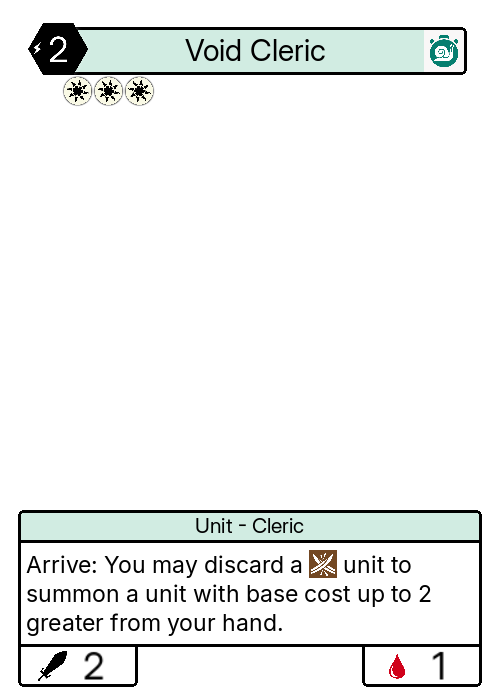 2
Void Cleric
Unit - Cleric
Arrive: You may discard a unit to
summon a unit with base cost up to 2
greater from your hand.
2
1